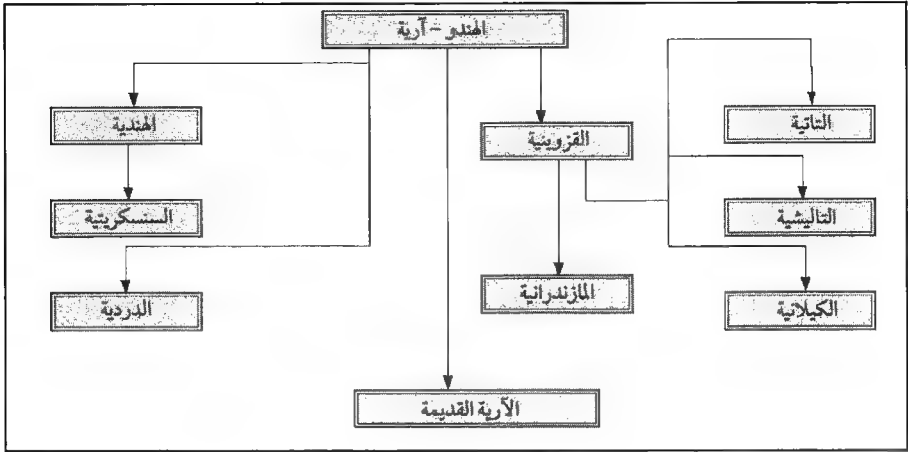 الهندو - آرية
التاتية
القزوينية
الهندية
التاليشية
السنسكريتية
الكيلانية
المازندرانية
الدردية
الآرية القديمة